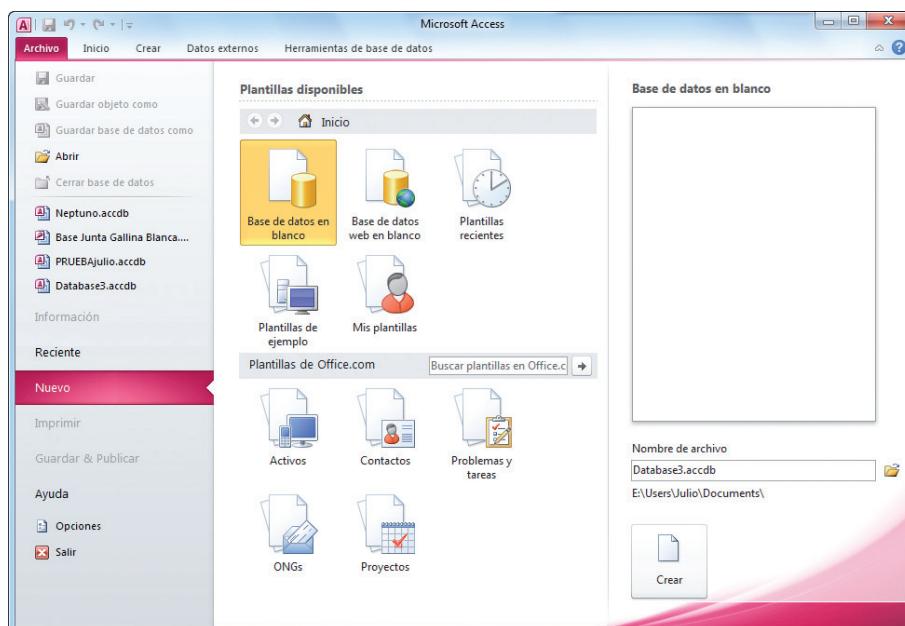 Microsoft Access
Archivo Inicio Crear Datos externos Herramientas de base de datos
Guardar
Guardar objeto como
Guardar base de datos como
Abrir
Cerrar base de datos
Neptuno.accdb
Base Junta Gallina Blanca....
PRUEBAjulio.accdb
Database3.accdb
Información
Reciente
Nuevo
Imprimir
Guardar & Publicar
Ayuda
Opciones
Salir
Plantillas disponibles
Inicio
Base de datos en
blanco
Base de datos
web en blanco
Plantillas
recientes
Plantillas de
ejemplo
Mis plantillas
Plantillas de Office.com
Buscar plantillas en Office.c
Activos
Contactos
Problemas y
tareas
ONGs
Proyectos
Base de datos en blanco
Nombre de archivo
Database3.accdb
E:\Users\Julio\Documents\
Crear